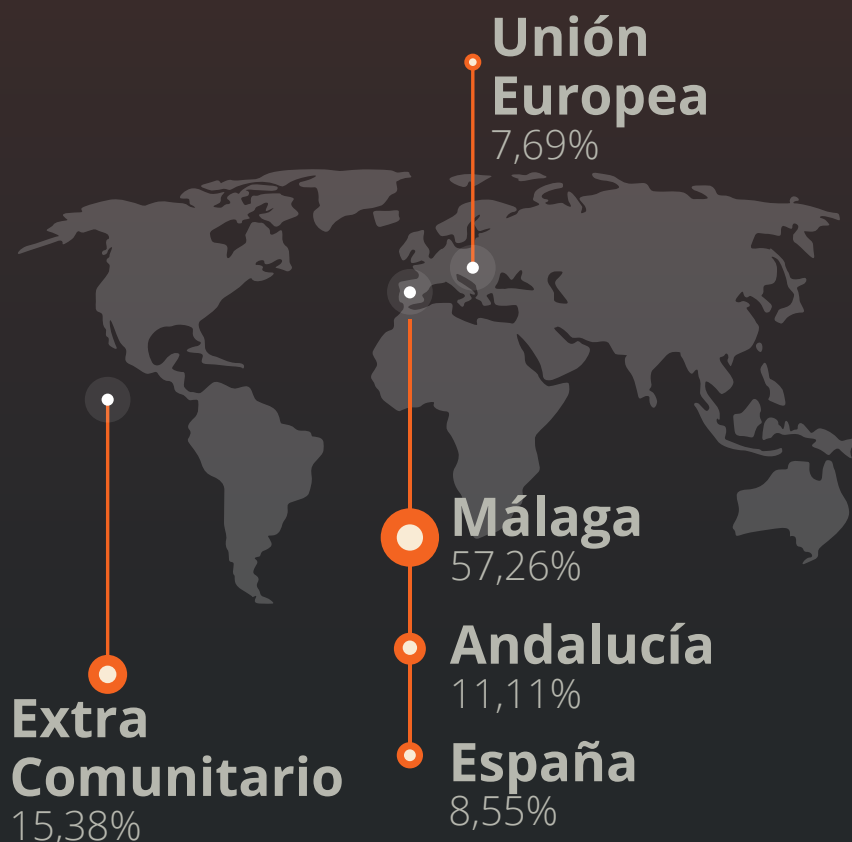 Unión
Europea
7,69%
Málaga
57,26%
Andalucía
11,11%
España
8,55%
Extra
Comunitario
15,38%